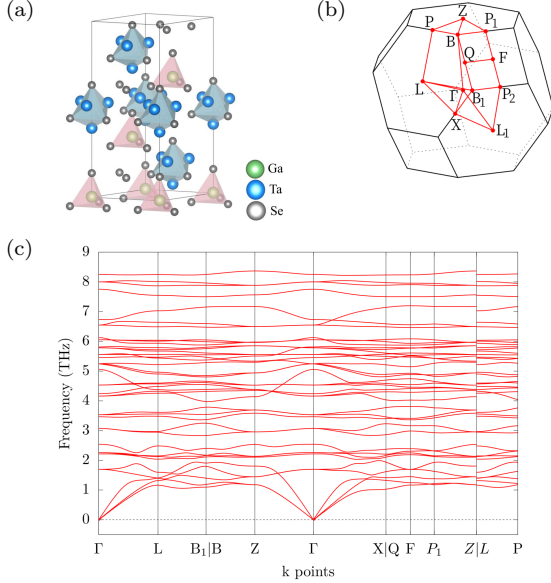 (a)
Ga
Ta
Se
(b)
Z
P
P1
B
Q
F
L
Γ
B1
P2
X
L1
(c)
Frequency (THz)
9
8
7
6
5
4
3
2
1
0
Γ L B1|B Z Γ X|Q F P1 Z|L P
k points